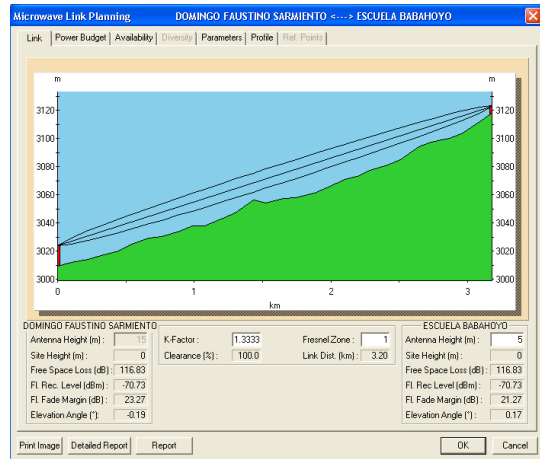 Microwave Link Planning DOMINGO FAUSTINO SARMIENTO <---> ESCUELA BABAHOYO
Link Power Budget Availability Diversity Parameters Profile Ref. Points
m m
3120 3120
3100 3100
3080 3080
3060 3060
3040 3040
3020 3020
3000 3000
0 1 2 3
km
DOMINGO FAUSTINO SARMIENTO
Antenna Height (m) : 15
Site Height (m) : 0
Free Space Loss (dB) : 116.83
Fl. Rec. Level (dBm) : -70.73
Fl. Fade Margin (dB) : 23.27
Elevation Angle (°): -0.19
K-Factor : 1.3333 Fresnel Zone : 1
Clearance (%) : 100.0 Link Dist. (km) : 3.20
ESCUELA BABAHOYO
Antenna Height (m) : 5
Site Height (m) : 0
Free Space Loss (dB) : 116.83
Fl. Rec. Level (dBm) : -70.73
Fl. Fade Margin (dB) : 21.27
Elevation Angle (°) : 0.17
Print Image Detailed Report Report OK Cancel